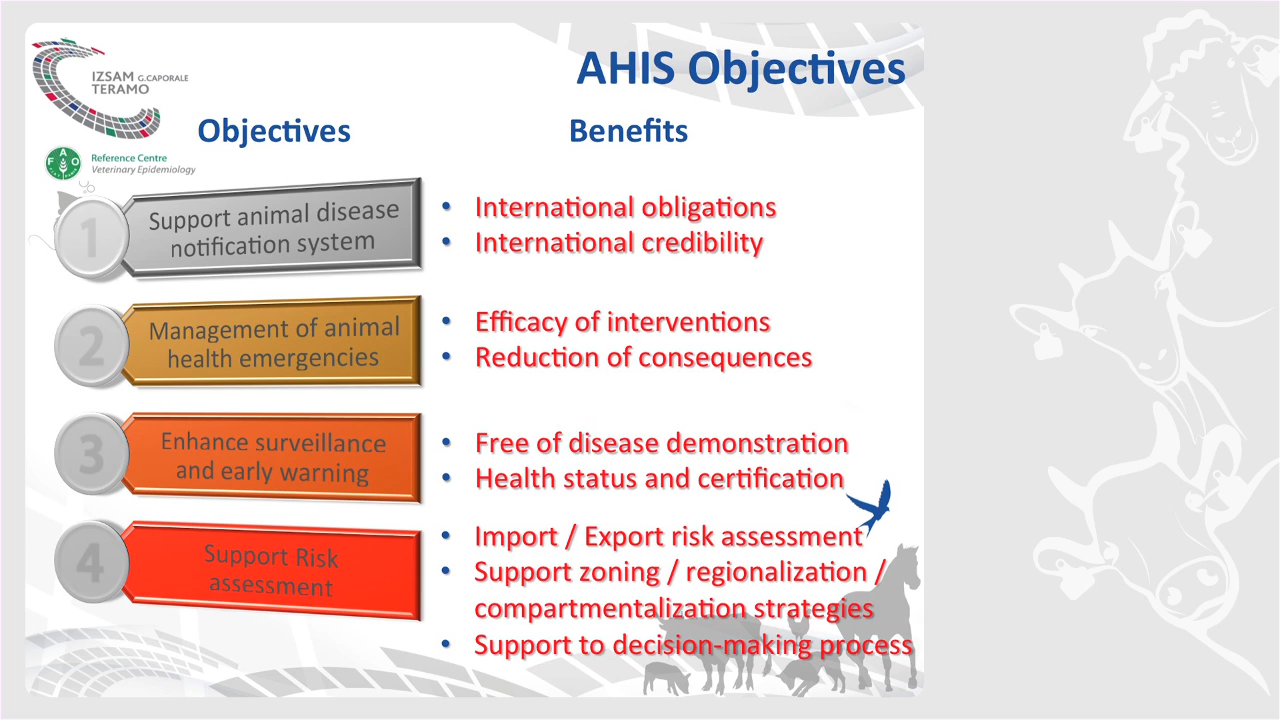 AHIS Objectives
IZSAM G.CAPORALE
TERAMO
Objectives
Benefits
FAO
Reference Centre
Veterinary Epidemiology
1
Support animal disease
notification system
• International obligations
• International credibility
2
Management of animal
health emergencies
• Efficacy of interventions
• Reduction of consequences
3
Enhance surveillance
and early warning
• Free of disease demonstration
• Health status and certification
4
Support Risk
assessment
• Import / Export risk assessment
• Support zoning / regionalization /
compartmentalization strategies
• Support to decision-making process